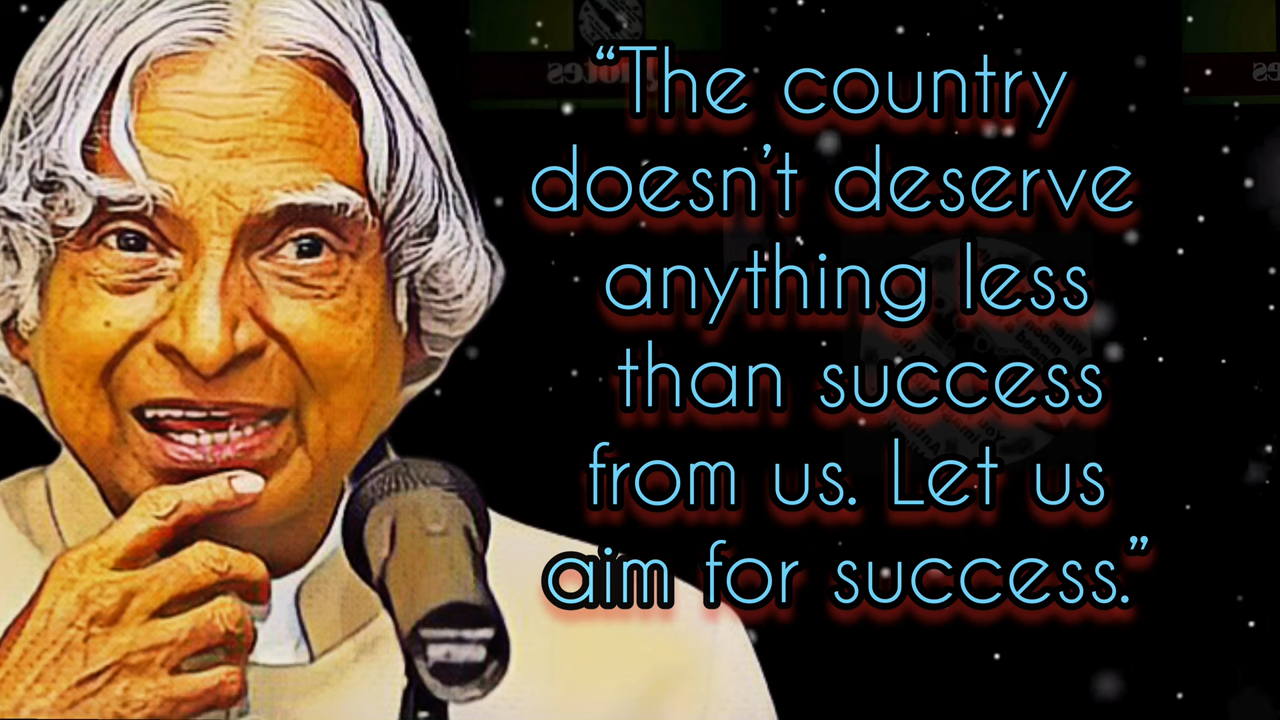 “The country
doesn’t deserve
anything less
than success
from us. Let us
aim for success.”